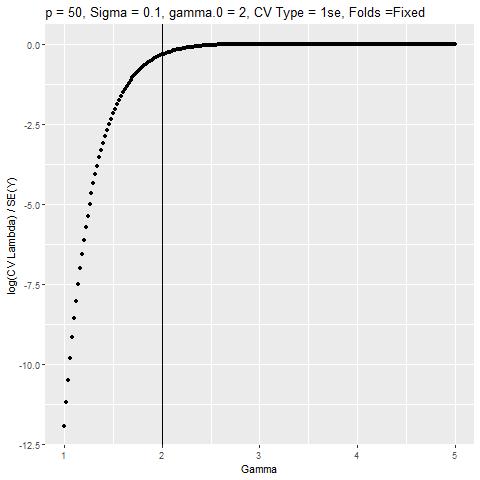 p = 50, Sigma = 0.1, gamma.0 = 2, CV Type = 1se, Folds =Fixed
log(CV Lambda) / SE(Y)
0.0
-2.5
-5.0
-7.5
-10.0
-12.5
1 2 3 4 5
Gamma